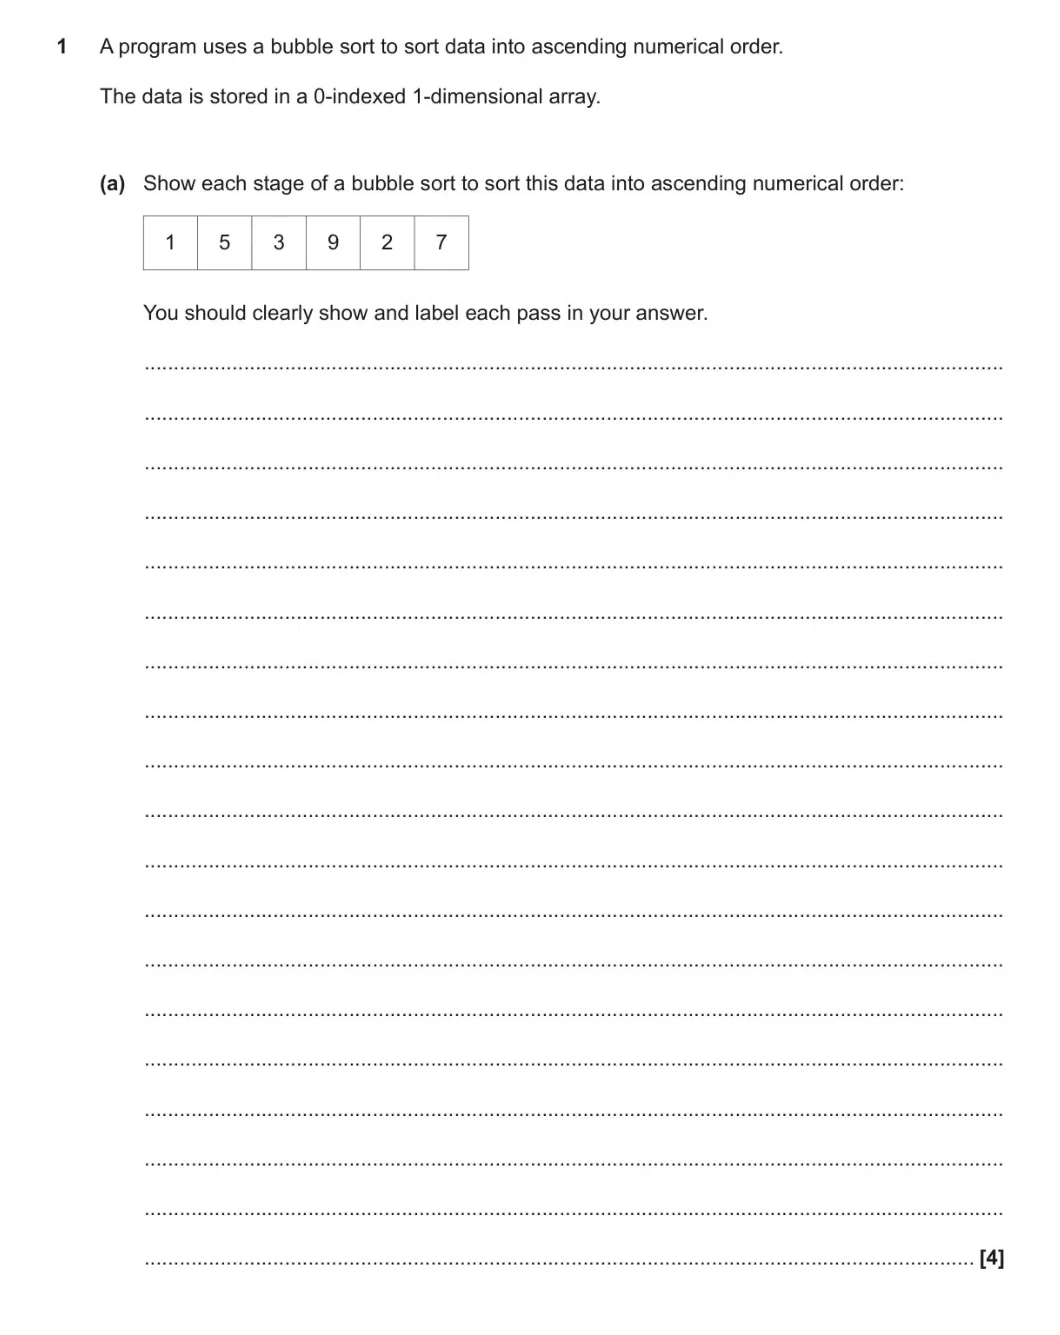 1 A program uses a bubble sort to sort data into ascending numerical order.
The data is stored in a 0-indexed 1-dimensional array.
(a) Show each stage of a bubble sort to sort this data into ascending numerical order:
1 5 3 9 2 7
You should clearly show and label each pass in your answer.
[4]